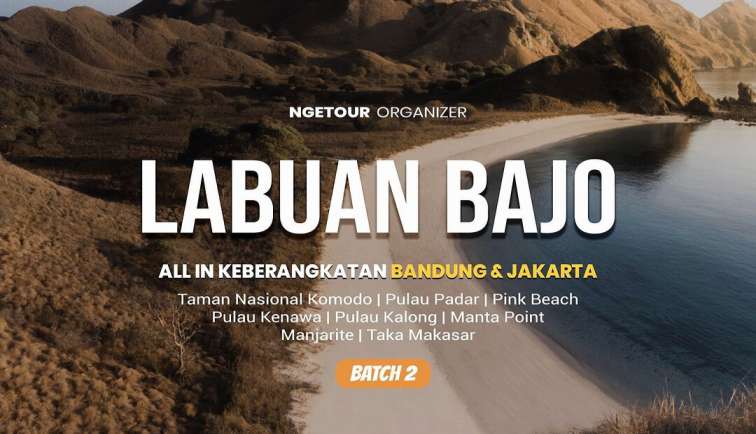 NGETOUR ORGANIZER
LABUAN BAJO
ALL IN KEBERANGKATAN BANDUNG & JAKARTA
Taman Nasional Komodo | Pulau Padar | Pink Beach
Pulau Kenawa | Pulau Kalong | Manta Point
Manjarite | Taka Makasar
BATCH 2